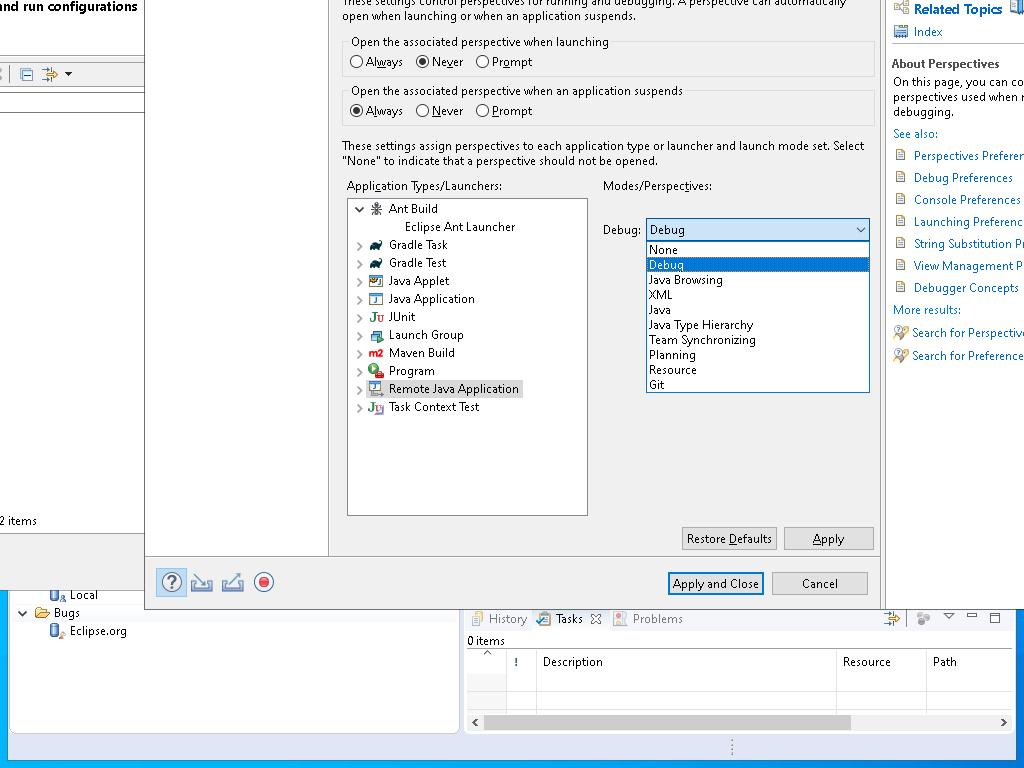 and run configurations
These settings control perspectives for running and debugging. A perspective can automatically
open when launching or when an application suspends.
Open the associated perspective when launching
Always
Never
Prompt
Open the associated perspective when an application suspends
Always
Never
Prompt
These settings assign perspectives to each application type or launcher and launch mode set. Select
"None" to indicate that a perspective should not be opened.
Application Types/Launchers:
Ant Build
Eclipse Ant Launcher
Gradle Task
Gradle Test
Java Applet
Java Application
JUnit
Launch Group
Maven Build
Program
Remote Java Application
Task Context Test
Modes/Perspectives:
Debug:
Debug
None
Debug
Java Browsing
XML
Java
Java Type Hierarchy
Team Synchronizing
Planning
Resource
Git
Restore Defaults
Apply
Apply and Close
Cancel
Related Topics
Index
About Perspectives
On this page, you can co
perspectives used when r
debugging.
See also:
Perspectives Preferen
Debug Preferences
Console Preferences
Launching Preferenc
String Substitution P
View Management P
Debugger Concepts
More results:
Search for Perspective
Search for Preference
2 items
Local
Bugs
Eclipse.org
History
Tasks
Problems
0 items
!
Description
Resource
Path